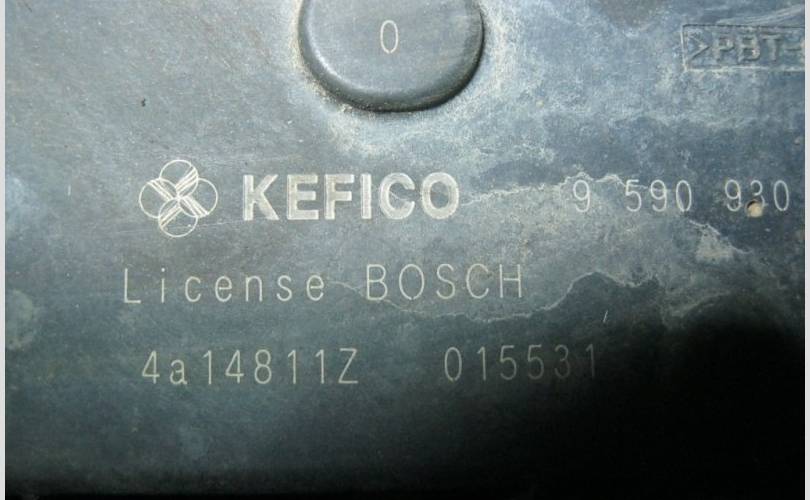 0
>PBT-
KEFICO 9 590 930
License BOSCH
4a14811Z 015531